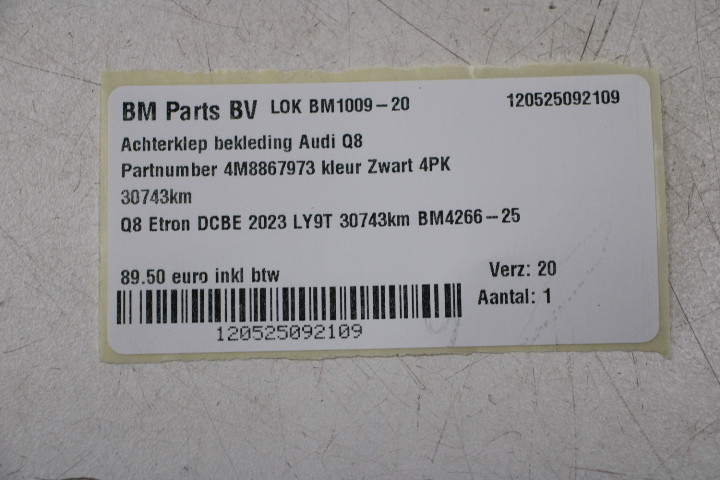 BM Parts BV LOK BM1009-20 120525092109
Achterklep bekleding Audi Q8
Partnumber 4M8867973 kleur Zwart 4PK
30743km
Q8 Etron DCBE 2023 LY9T 30743km BM4266-25
89.50 euro inkl btw Verz: 20
Aantal: 1
120525092109